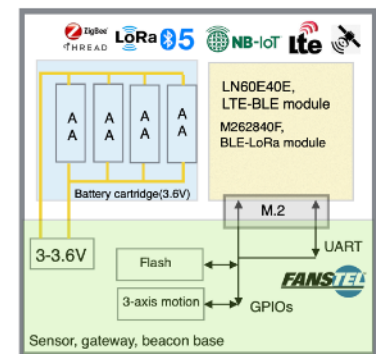 ZigBee
THREAD
LoRa
5
NB-IoT
lte
A A A A
A A A A
Battery cartridge(3.6V)
LN60E40E,
LTE-BLE module
M262840F,
BLE-LoRa module
M.2
3-3.6V
Flash
3-axis motion
UART
FANSTEL
GPIOs
Sensor, gateway, beacon base